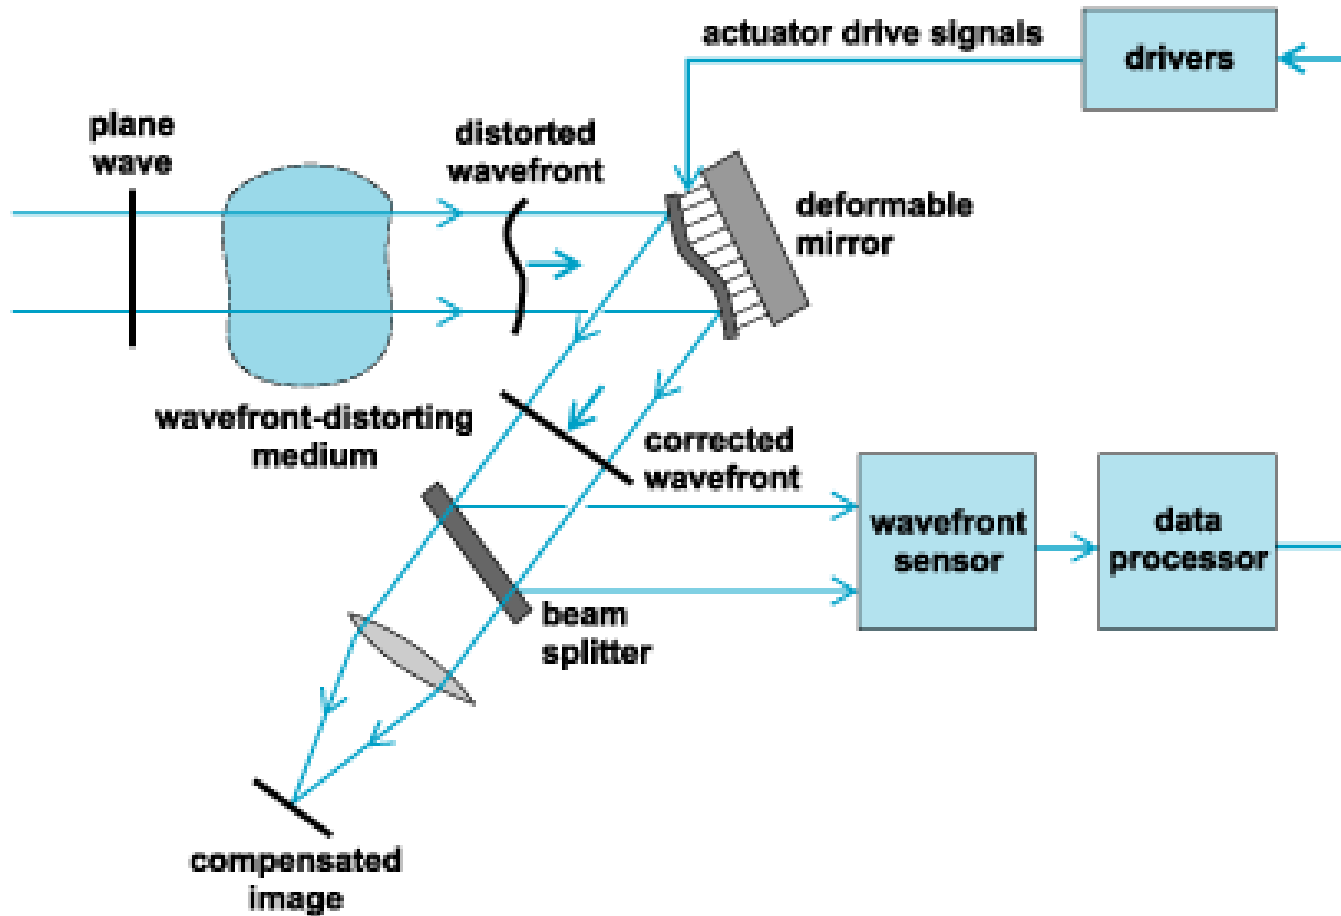 actuator drive signals
drivers
plane
wave
distorted
wavefront
deformable
mirror
wavefront-distorting
medium
corrected
wavefront
wavefront
sensor
data
processor
beam
splitter
compensated
image